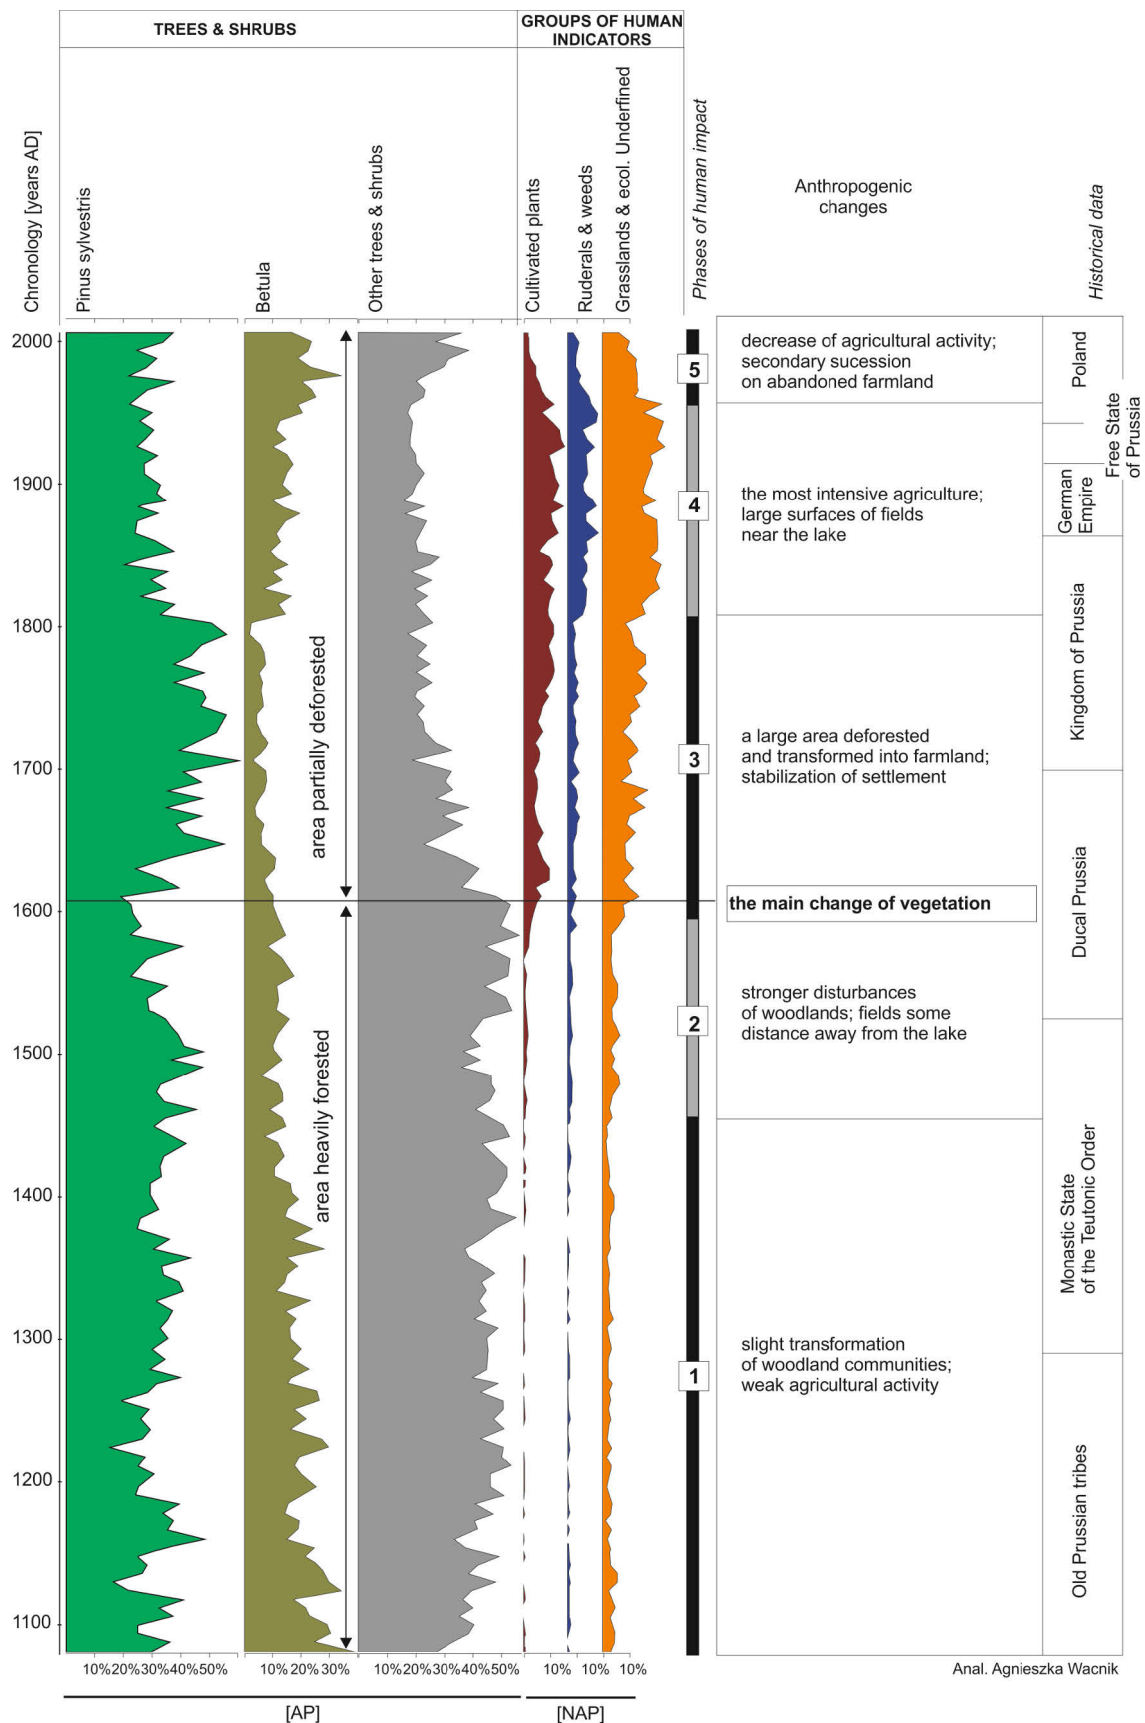 TREES & SHRUBS
GROUPS OF HUMAN
INDICATORS
Chronology [years AD]
Pinus sylvestris
Betula
Other trees & shrubs
Cultivated plants
Ruderals & weeds
Grasslands & ecol. Underfined
Phases of human impact
Anthropogenic
changes
Historical data
2000
1900
1800
1700
1600
1500
1400
1300
1200
1100
area partially deforested
area heavily forested
5
4
3
2
1
decrease of agricultural activity;
secondary sucession
on abandoned farmland
the most intensive agriculture;
large surfaces of fields
near the lake
a large area deforested
and transformed into farmland;
stabilization of settlement
the main change of vegetation
stronger disturbances
of woodlands; fields some
distance away from the lake
slight transformation
of woodland communities;
weak agricultural activity
Poland
Free State
of Prussia
German
Empire
Kingdom of Prussia
Ducal Prussia
Monastic State
of the Teutonic Order
Old Prussian tribes
10%20%30%40%50% 10%20%30% 10%20%30%40%50% 10% 10% 10%
Anal. Agnieszka Wacnik
[AP]
[NAP]